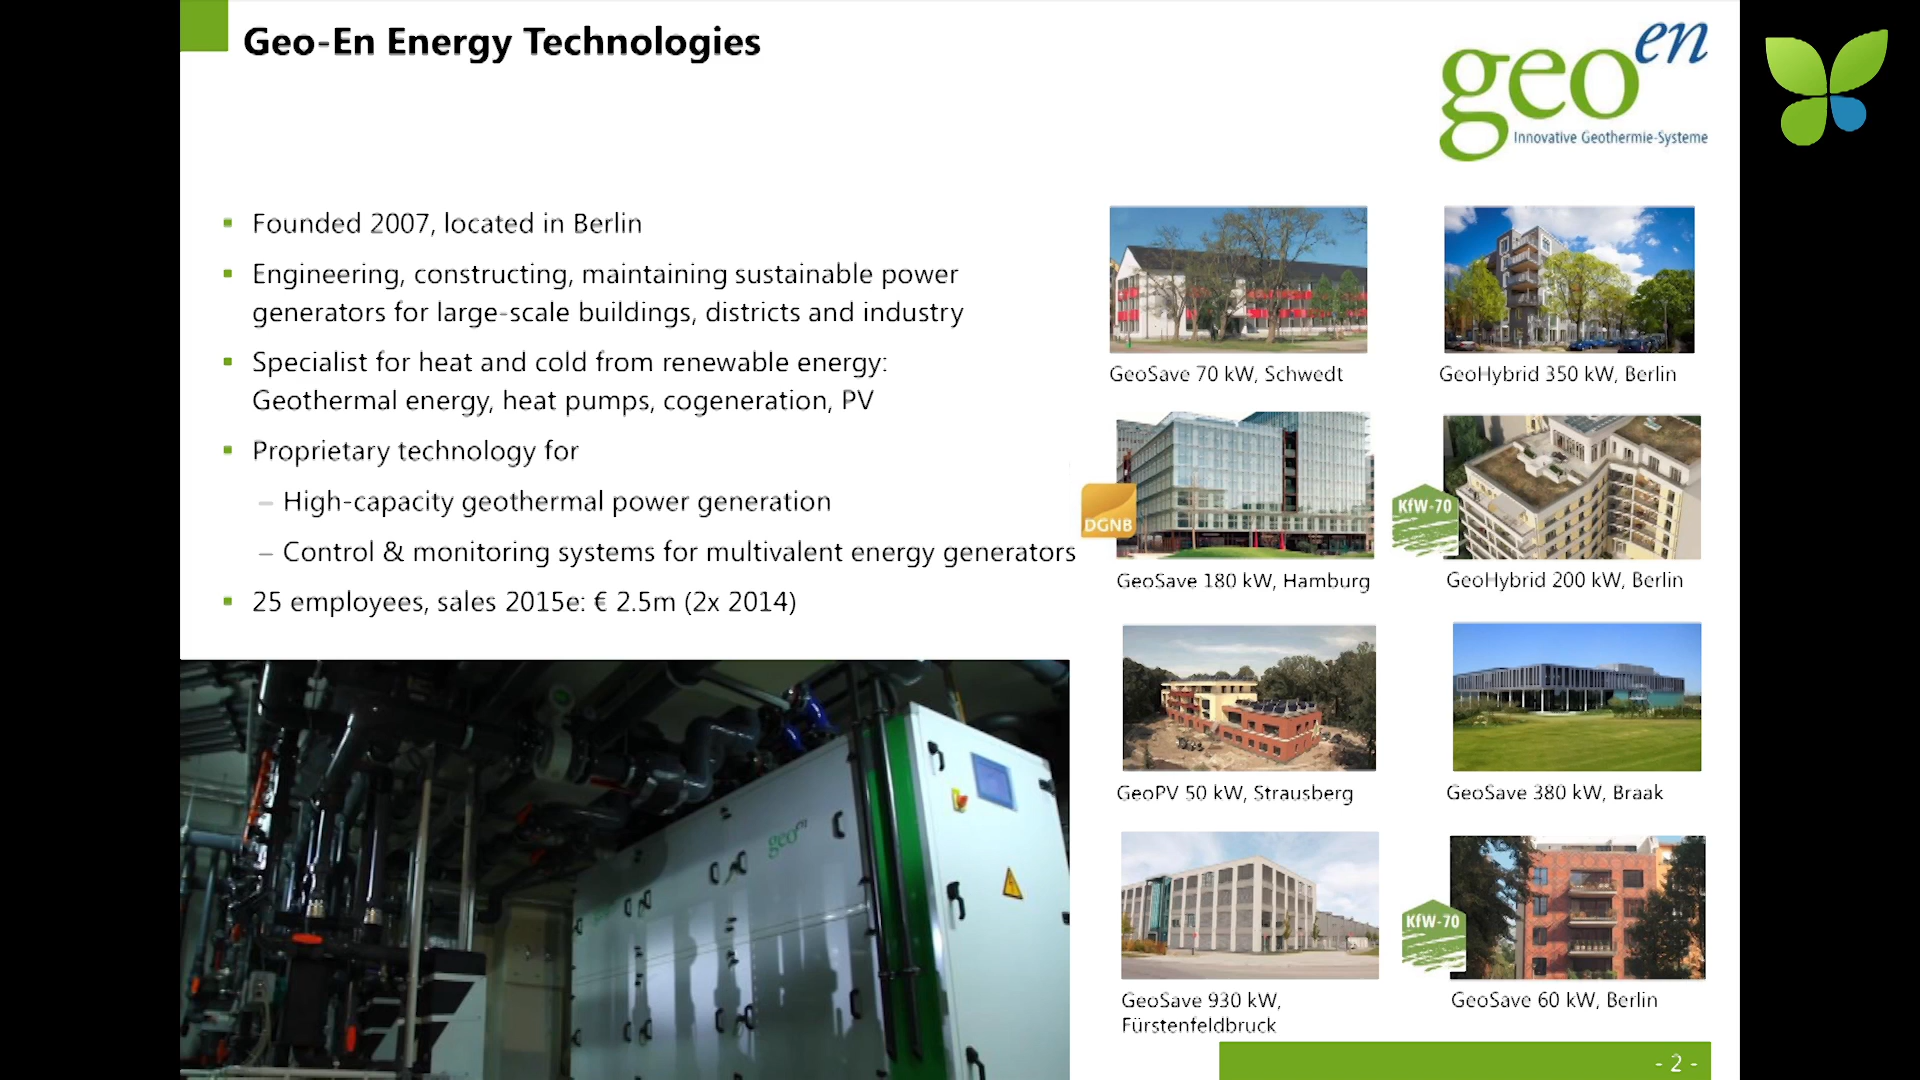 Geo-En Energy Technologies
geo en
Innovative Geothermie-Systeme
Founded 2007, located in Berlin
Engineering, constructing, maintaining sustainable power
generators for large-scale buildings, districts and industry
Specialist for heat and cold from renewable energy:
Geothermal energy, heat pumps, cogeneration, PV
Proprietary technology for
– High-capacity geothermal power generation
– Control & monitoring systems for multivalent energy generators
25 employees, sales 2015e: € 2.5m (2x 2014)
geo en
GeoSave 70 kW, Schwedt
GeoHybrid 350 kW, Berlin
DGNB
GeoSave 180 kW, Hamburg
KfW-70
GeoHybrid 200 kW, Berlin
GeoPV 50 kW, Strausberg
GeoSave 380 kW, Braak
GeoSave 930 kW,
Fürstenfeldbruck
KfW-70
GeoSave 60 kW, Berlin
- 2 -